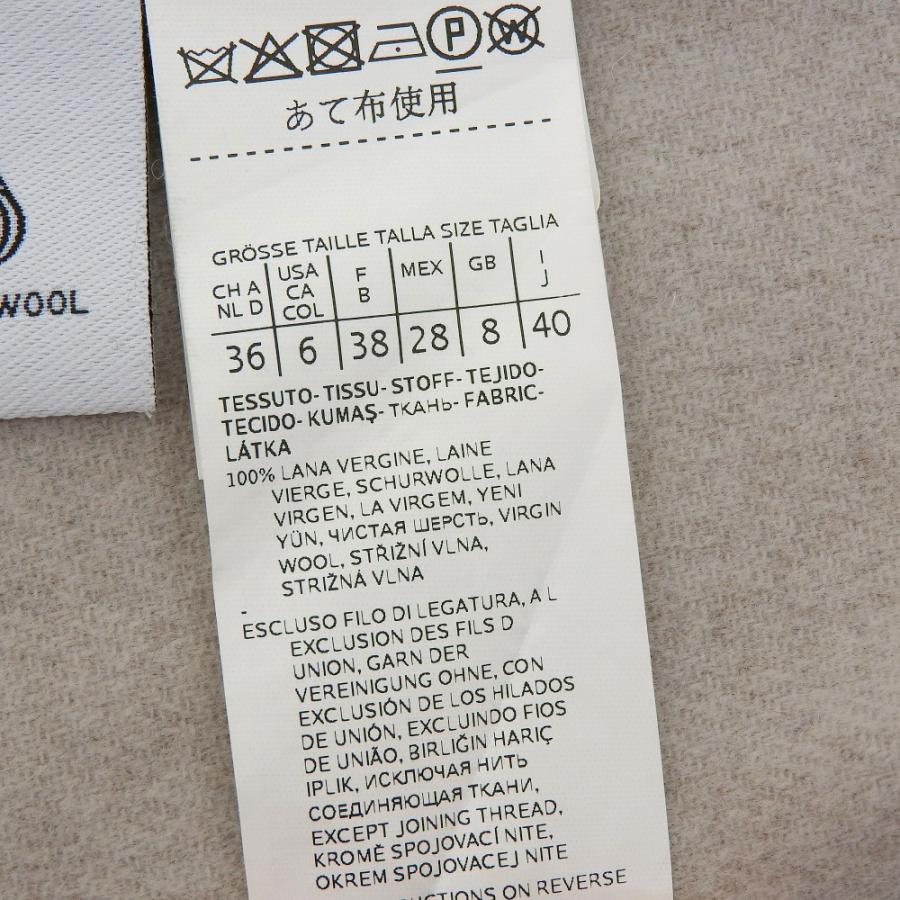 WOOL
P
W
あて布使用
GRÖSSE TAILLE TALLA SIZE TAGLIA
CH A NL D | USA CA COL | F B | MEX | GB | I J
36 | 6 | 38 | 28 | 8 | 40
TESSUTO- TISSU- STOFF- TEJIDO-
TECIDO- KUMAŞ- ТКАНЬ- FABRIC-
LÁTKA
100% LANA VERGINE, LAINE
VIERGE, SCHURWOLLE, LANA
VIRGEN, LA VIRGEM, YENI
YÜN, ЧИСТАЯ ШЕРСТЬ, VIRGIN
WOOL, STŘIŽNÍ VLNA,
STRIŽNÁ VLNA
-
ESCLUSO FILO DI LEGATURA, A L
EXCLUSION DES FILS D
UNION, GARN DER
VEREINIGUNG OHNE, CON
EXCLUSIÓN DE LOS HILADOS
DE UNIÓN, EXCLUINDO FIOS
DE UNIÃO, BIRLIĞIN HARIÇ
IPLIK, ИСКЛЮЧАЯ НИТЬ
СОЕДИНЯЮЩАЯ ТКАНИ,
EXCEPT JOINING THREAD,
KROMĚ SPOJOVACÍ NITE,
OKREM SPOJOVACEJ NITE
ON REVERSE